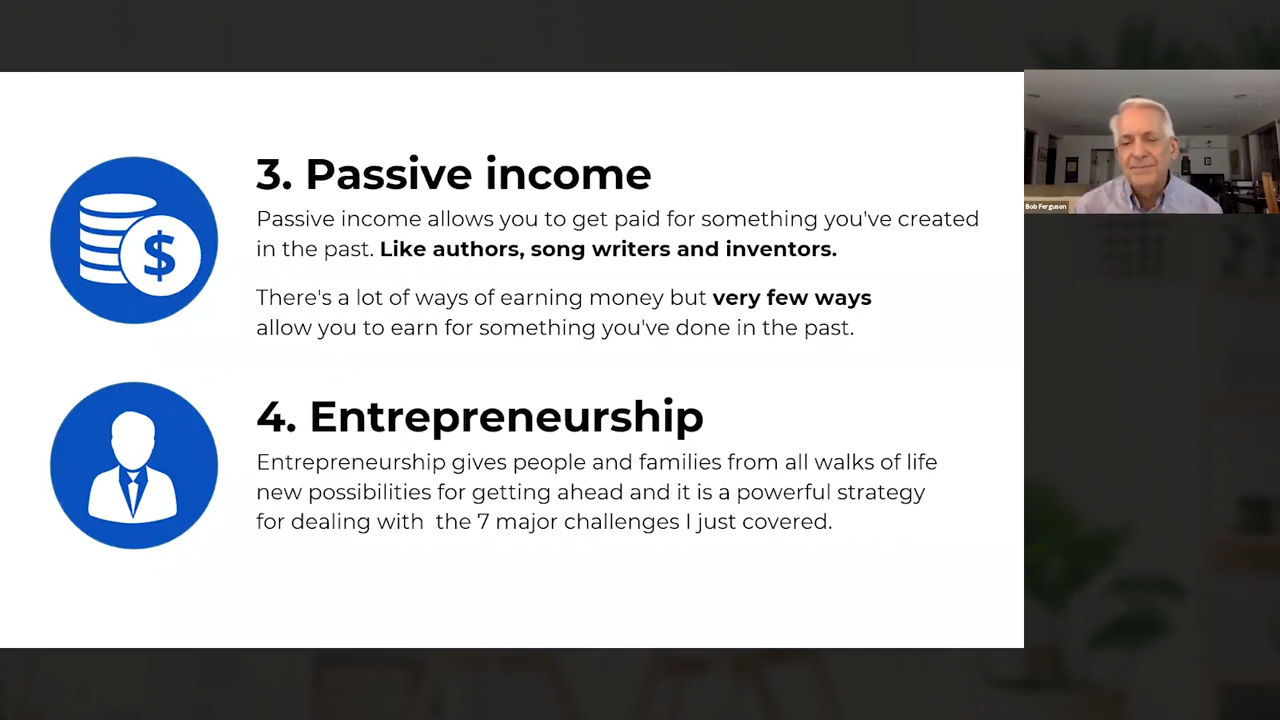 3. Passive income
Passive income allows you to get paid for something you've created
in the past. Like authors, song writers and inventors.
There's a lot of ways of earning money but very few ways
allow you to earn for something you've done in the past.
4. Entrepreneurship
Entrepreneurship gives people and families from all walks of life
new possibilities for getting ahead and it is a powerful strategy
for dealing with  the 7 major challenges I just covered.
Bob Ferguson
$